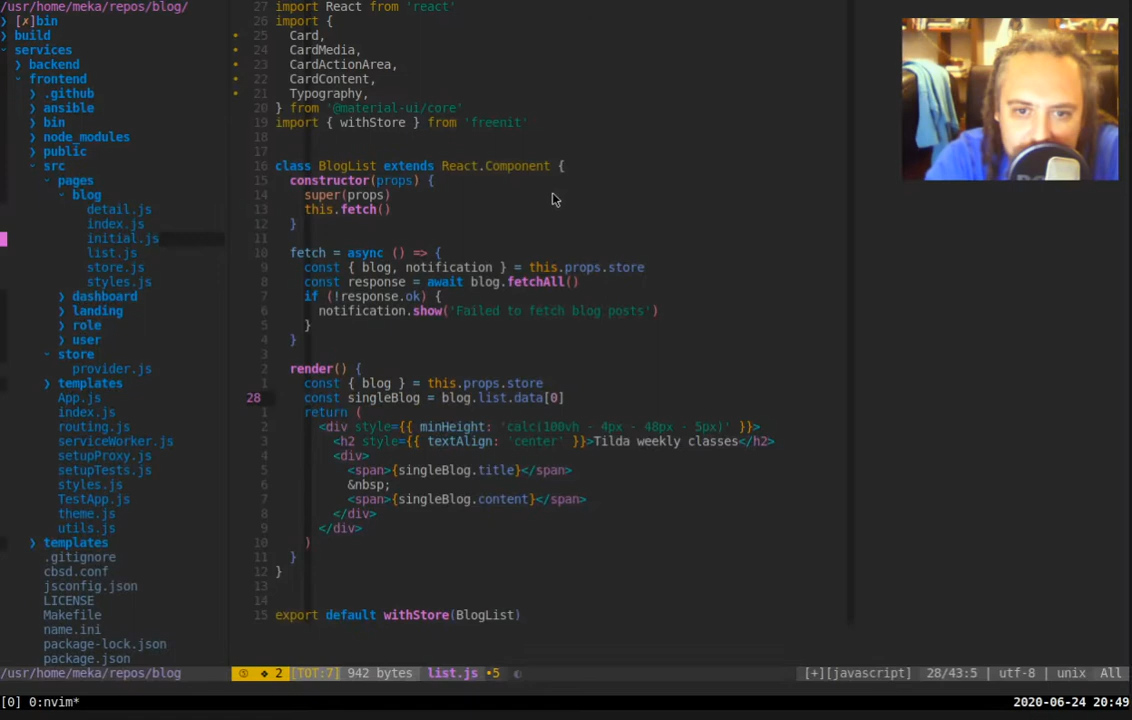 /usr/home/meka/repos/blog/
[✗]bin
build
services
backend
frontend
.github
ansible
bin
node_modules
public
src
pages
blog
detail.js
index.js
initial.js
list.js
store.js
styles.js
dashboard
landing
role
user
store
provider.js
templates
App.js
index.js
routing.js
serviceWorker.js
setupProxy.js
setupTests.js
styles.js
TestApp.js
theme.js
utils.js
templates
.gitignore
cbsd.conf
jsconfig.json
LICENSE
Makefile
name.ini
package-lock.json
package.json
/usr/home/meka/repos/blog
27 import React from 'react'
26 import {
25 Card,
24 CardMedia,
23 CardActionArea,
22 CardContent,
21 Typography,
20 } from '@material-ui/core'
19 import { withStore } from 'freenit'
18
17
16 class BlogList extends React.Component {
15 constructor(props) {
14 super(props)
13 this.fetch()
12 }
11
10 fetch = async () => {
9 const { blog, notification } = this.props.store
8 const response = await blog.fetchAll()
7 if (!response.ok) {
6 notification.show('Failed to fetch blog posts')
5 }
4 }
3
2 render() {
1 const { blog } = this.props.store
28 const singleBlog = blog.list.data[0]
1 return (
2 <div style={{ minHeight: 'calc(100vh - 4px - 48px - 5px)' }}>
3 <h2 style={{ textAlign: 'center' }}>Tilda weekly classes</h2>
4 <div>
5 <span>{singleBlog.title}</span>
6 &nbsp;
7 <span>{singleBlog.content}</span>
8 </div>
9 </div>
10 )
11 }
12 }
13
14
15 export default withStore(BlogList)
2 [TOT:7] 942 bytes list.js •5 [+][javascript] 28/43:5 utf-8 unix All
[0] 0:nvim* 2020-06-24 20:49